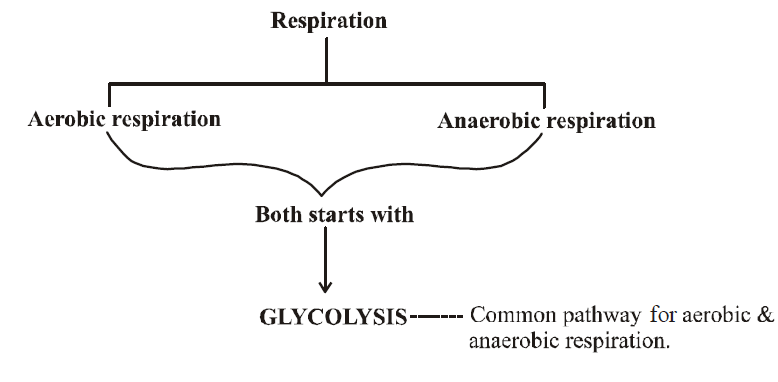 Respiration
Aerobic respiration
Anaerobic respiration
Both starts with
GLYCOLYSIS
Common pathway for aerobic &
anaerobic respiration.